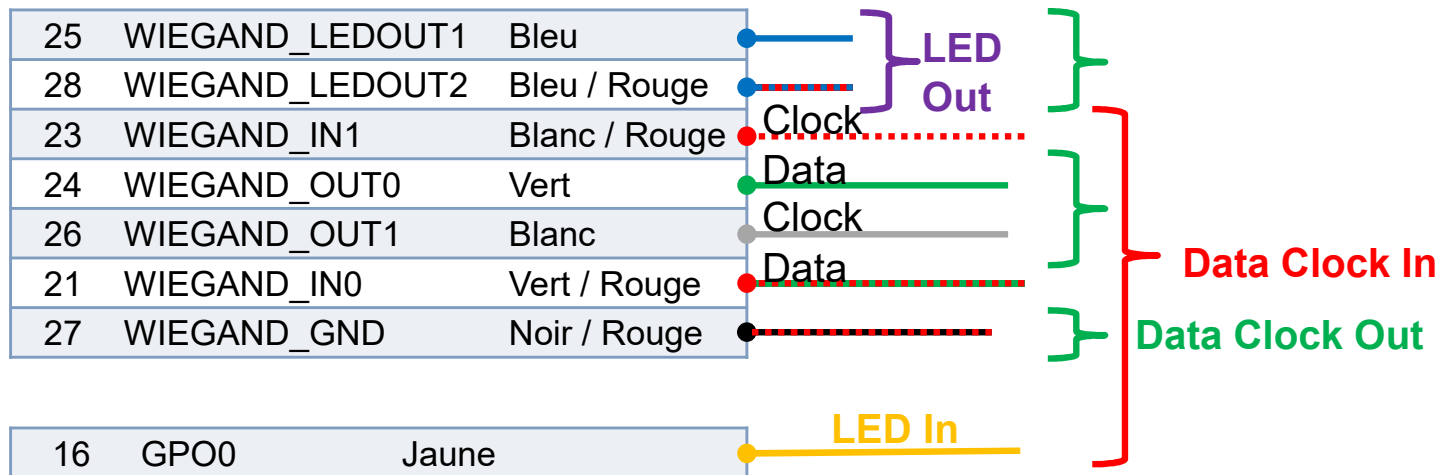 25 WIEGAND_LEDOUT1 Bleu
28 WIEGAND_LEDOUT2 Bleu / Rouge
LED
Out
23 WIEGAND_IN1 Blanc / Rouge Clock
24 WIEGAND_OUT0 Vert Data
26 WIEGAND_OUT1 Blanc Clock
21 WIEGAND_IN0 Vert / Rouge Data
Data Clock In
27 WIEGAND_GND Noir / Rouge
Data Clock Out
16 GPO0 Jaune LED In